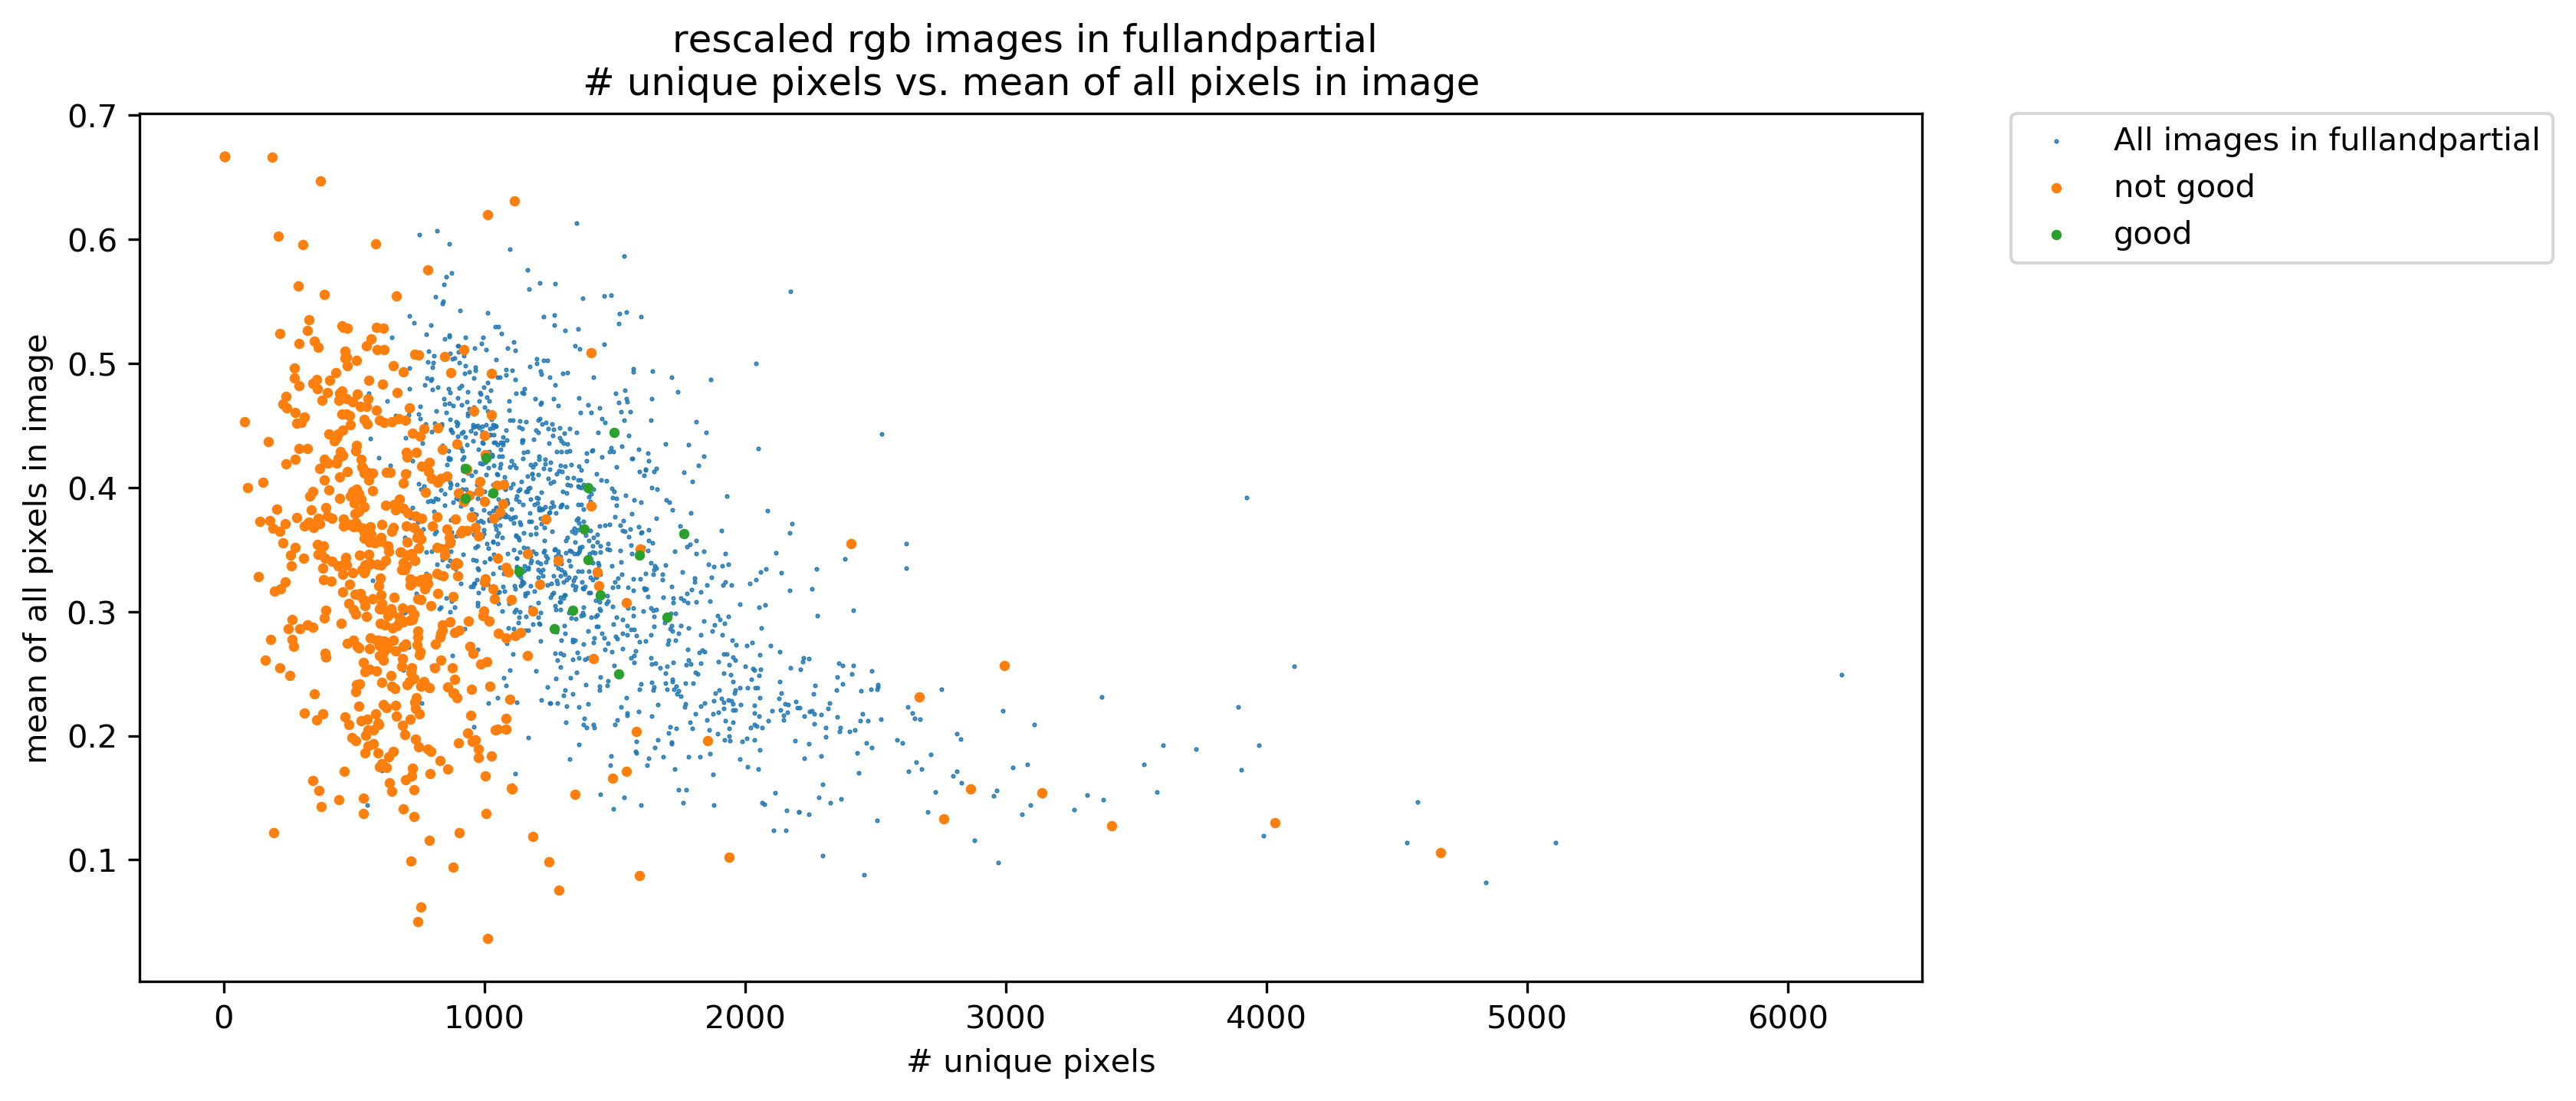 rescaled rgb images in fullandpartial
# unique pixels vs. mean of all pixels in image
0.7
0.6
0.5
0.4
0.3
0.2
0.1
mean of all pixels in image
0 1000 2000 3000 4000 5000 6000
# unique pixels
All images in fullandpartial
not good
good